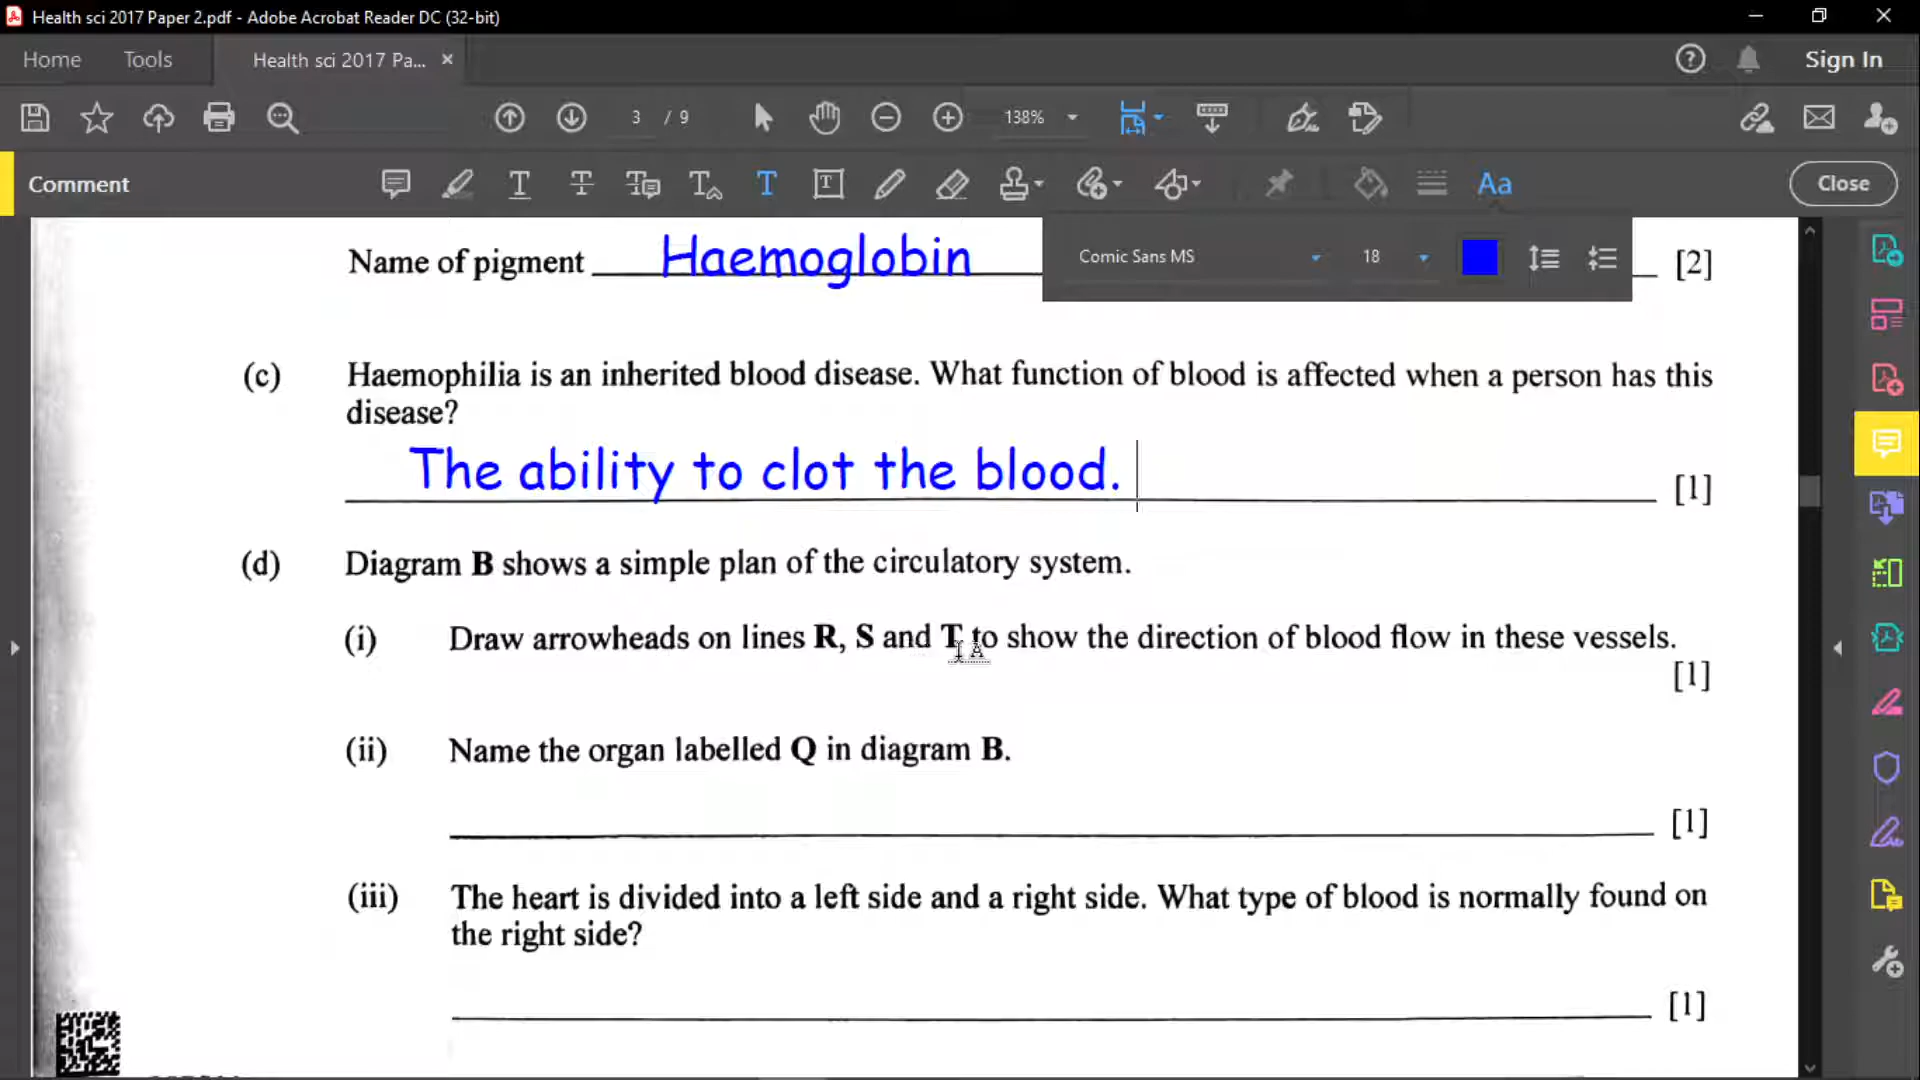 Health sci 2017 Paper 2.pdf - Adobe Acrobat Reader DC (32-bit)
Home Tools Health sci 2017 Pa... × Sign In
3 / 9 138%
Comment Aa Close
Comic Sans MS 18
Name of pigment Haemoglobin [2]
(c) Haemophilia is an inherited blood disease. What function of blood is affected when a person has this
disease?
The ability to clot the blood. [1]
(d) Diagram B shows a simple plan of the circulatory system.
(i) Draw arrowheads on lines R, S and T to show the direction of blood flow in these vessels.
[1]
(ii) Name the organ labelled Q in diagram B.
[1]
(iii) The heart is divided into a left side and a right side. What type of blood is normally found on
the right side?
[1]